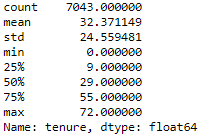 count    7043.000000
mean       32.371149
std        24.559481
min         0.000000
25%         9.000000
50%        29.000000
75%        55.000000
max        72.000000
Name: tenure, dtype: float64